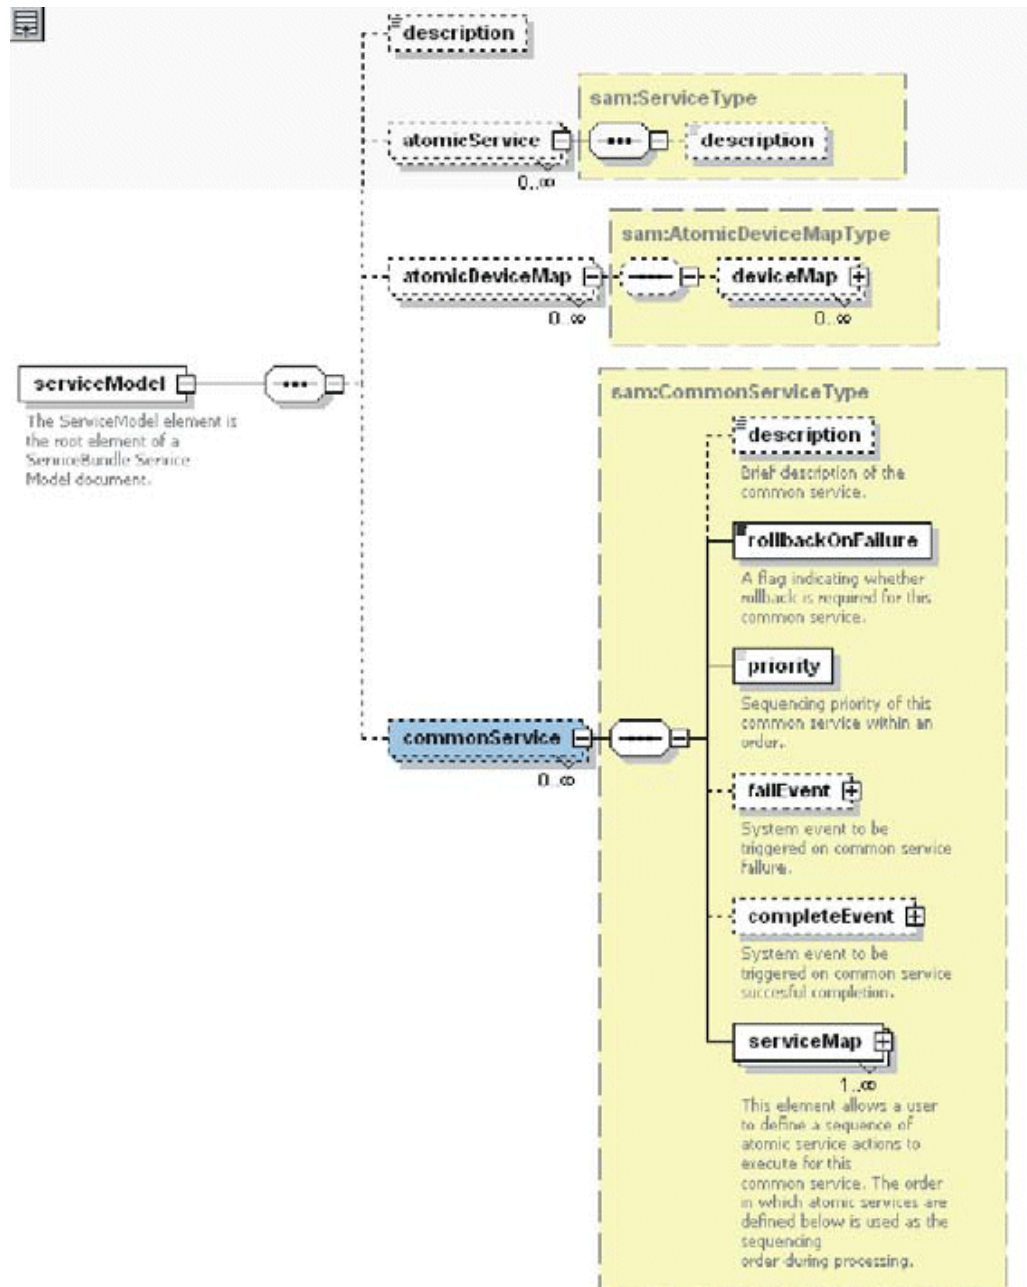 description
sam:ServiceType
atomicService
description
0..∞
sam:AtomicDeviceMapType
atomicDeviceMap
deviceMap
0..∞
0..∞
serviceModel
The ServiceModel element is
the root element of a
ServiceBundle Service
Model document.
sam:CommonServiceType
description
Brief description of the
common service.
rollbackOnFailure
A flag indicating whether
rollback is required for this
common service.
priority
Sequencing priority of this
common service within an
order.
commonService
0..∞
failEvent
System event to be
triggered on common service
failure.
completeEvent
System event to be
triggered on common service
succesful completion.
serviceMap
1..∞
This element allows a user
to define a sequence of
atomic service actions to
execute for this
common service. The order
in which atomic services are
defined below is used as the
sequencing
order during processing.